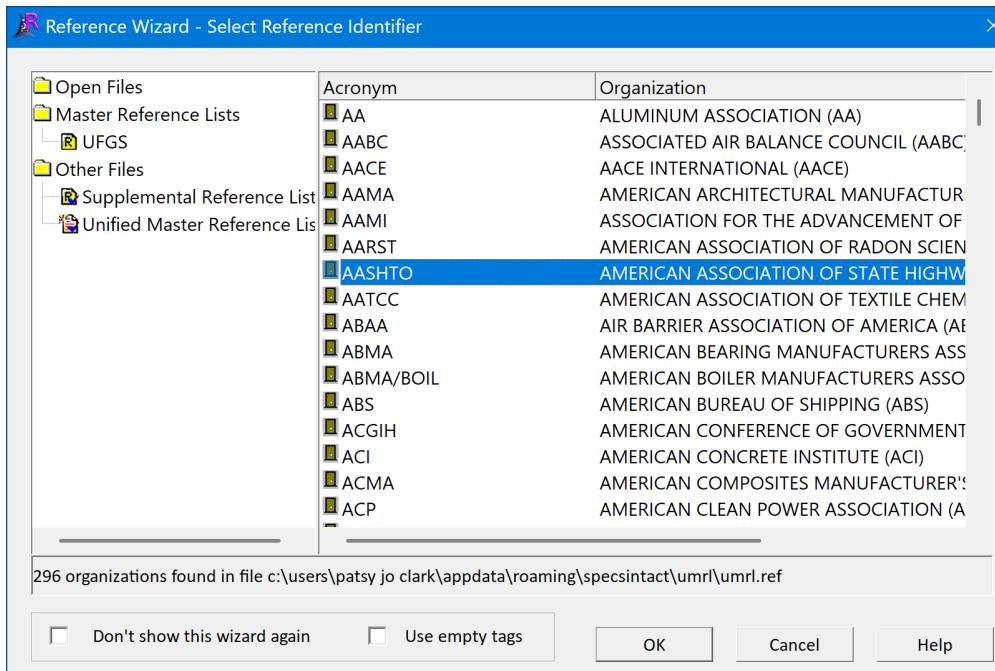 Reference Wizard - Select Reference Identifier
Open Files
Master Reference Lists
UFGS
Other Files
Supplemental Reference List
Unified Master Reference Lis
Acronym Organization
AA ALUMINUM ASSOCIATION (AA)
AABC ASSOCIATED AIR BALANCE COUNCIL (AABC)
AACE AACE INTERNATIONAL (AACE)
AAMA AMERICAN ARCHITECTURAL MANUFACTUR
AAMI ASSOCIATION FOR THE ADVANCEMENT OF
AARST AMERICAN ASSOCIATION OF RADON SCIEN
AASHTO AMERICAN ASSOCIATION OF STATE HIGHW
AATCC AMERICAN ASSOCIATION OF TEXTILE CHEM
ABAA AIR BARRIER ASSOCIATION OF AMERICA (AB
ABMA AMERICAN BEARING MANUFACTURERS ASS
ABMA/BOIL AMERICAN BOILER MANUFACTURERS ASSO
ABS AMERICAN BUREAU OF SHIPPING (ABS)
ACGIH AMERICAN CONFERENCE OF GOVERNMENT
ACI AMERICAN CONCRETE INSTITUTE (ACI)
ACMA AMERICAN COMPOSITES MANUFACTURER'S
ACP AMERICAN CLEAN POWER ASSOCIATION (A
296 organizations found in file c:\users\patsy jo clark\appdata\roaming\specsintact\umrl\umrl.ref
Don't show this wizard again Use empty tags OK Cancel Help